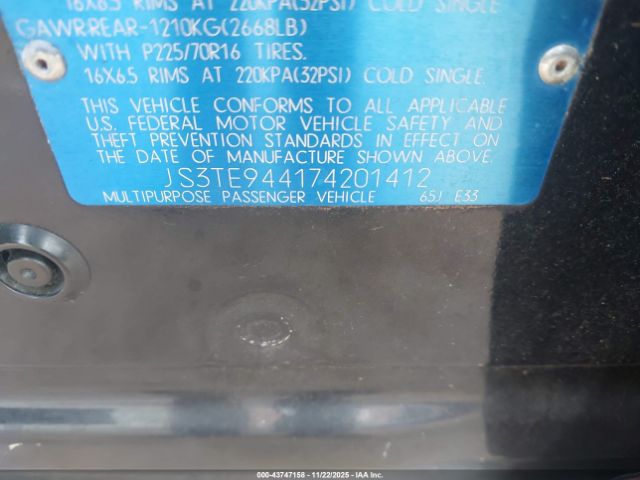 16X6.5 RIMS AT 220KPA(32PSI) COLD SINGLE
GAWRREAR-1210KG(2668LB)
WITH P225/70R16 TIRES.
16X6.5 RIMS AT 220KPA(32PSI) COLD SINGLE.
THIS VEHICLE CONFORMS TO ALL APPLICABLE
U.S. FEDERAL MOTOR VEHICLE SAFETY AND
THEFT PREVENTION STANDARDS IN EFFECT ON
THE DATE OF MANUFACTURE SHOWN ABOVE.
JS3TE944174201412
MULTIPURPOSE PASSENGER VEHICLE 65J E33
000-43747158 - 11/22/2025 - IAA Inc.